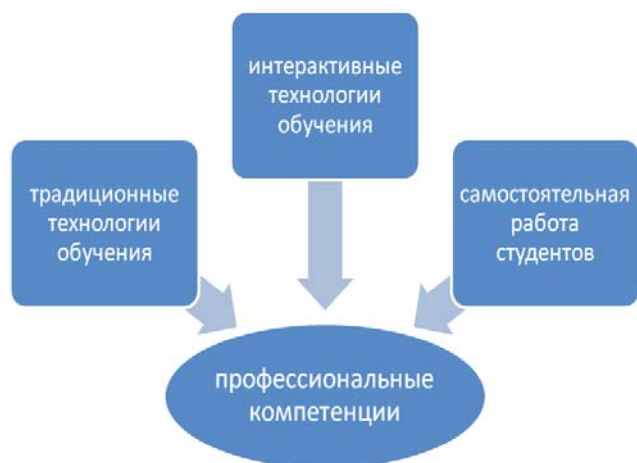 интерактивные
технологии
обучения
традиционные
технологии
обучения
самостоятельная
работа
студентов
профессиональные
компетенции